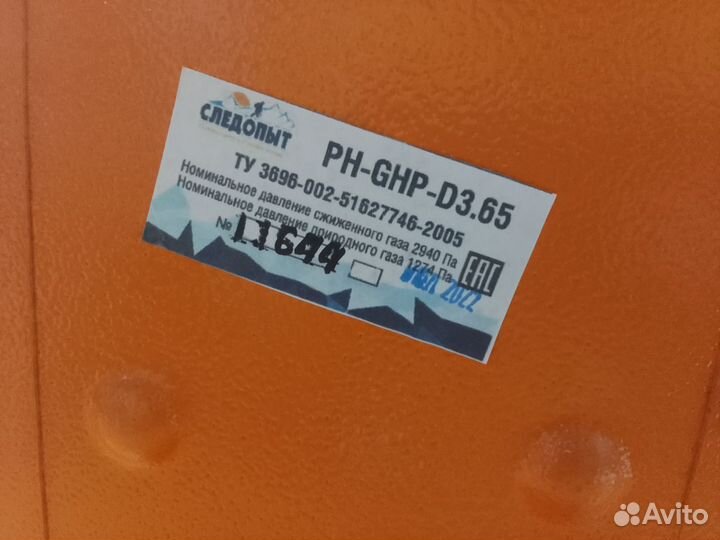 СЛЕДОПЫТ
PH-GHP-D3.65
ТУ 3696-002-51627746-2005
Номинальное давление сжиженного газа 2940 Па
Номинальное давление природного газа 1274 Па
№ 11644
2022
EAC
Avito